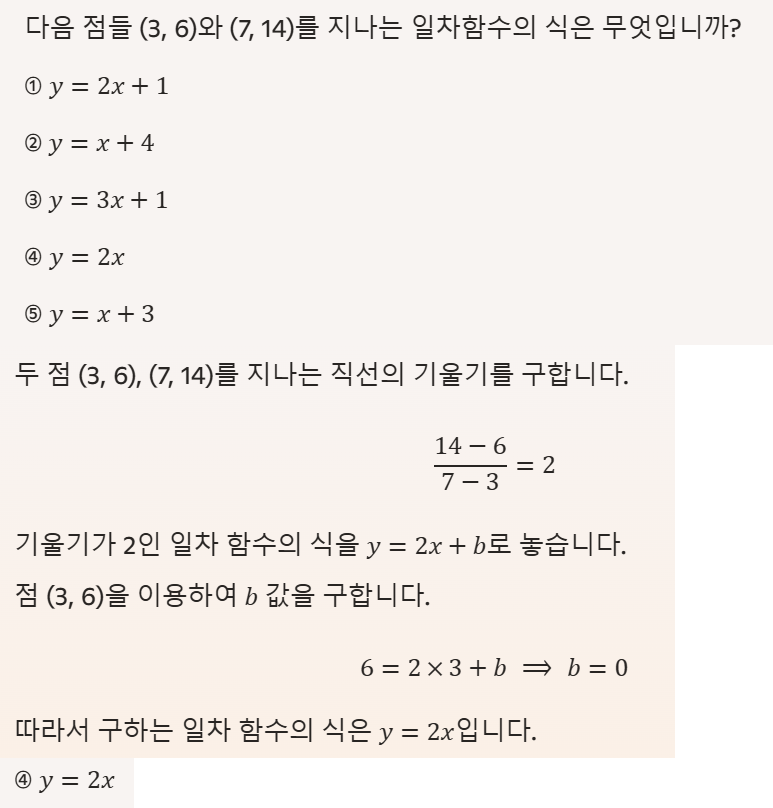 다음 점들 (3, 6)와 (7, 14)를 지나는 일차함수의 식은 무엇입니까?
① y = 2x + 1
② y = x + 4
③ y = 3x + 1
④ y = 2x
⑤ y = x + 3
두 점 (3, 6), (7, 14)를 지나는 직선의 기울기를 구합니다.
14 − 6
7 − 3
= 2
기울기가 2인 일차 함수의 식을 y = 2x + b로 놓습니다.
점 (3, 6)을 이용하여 b 값을 구합니다.
6 = 2 × 3 + b ⟹ b = 0
따라서 구하는 일차 함수의 식은 y = 2x입니다.
④ y = 2x